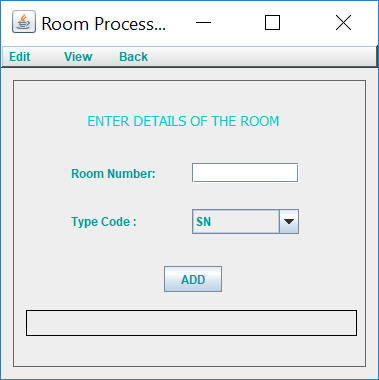 Room Process...
Edit View Back
ENTER DETAILS OF THE ROOM
Room Number:
Type Code : SN
ADD